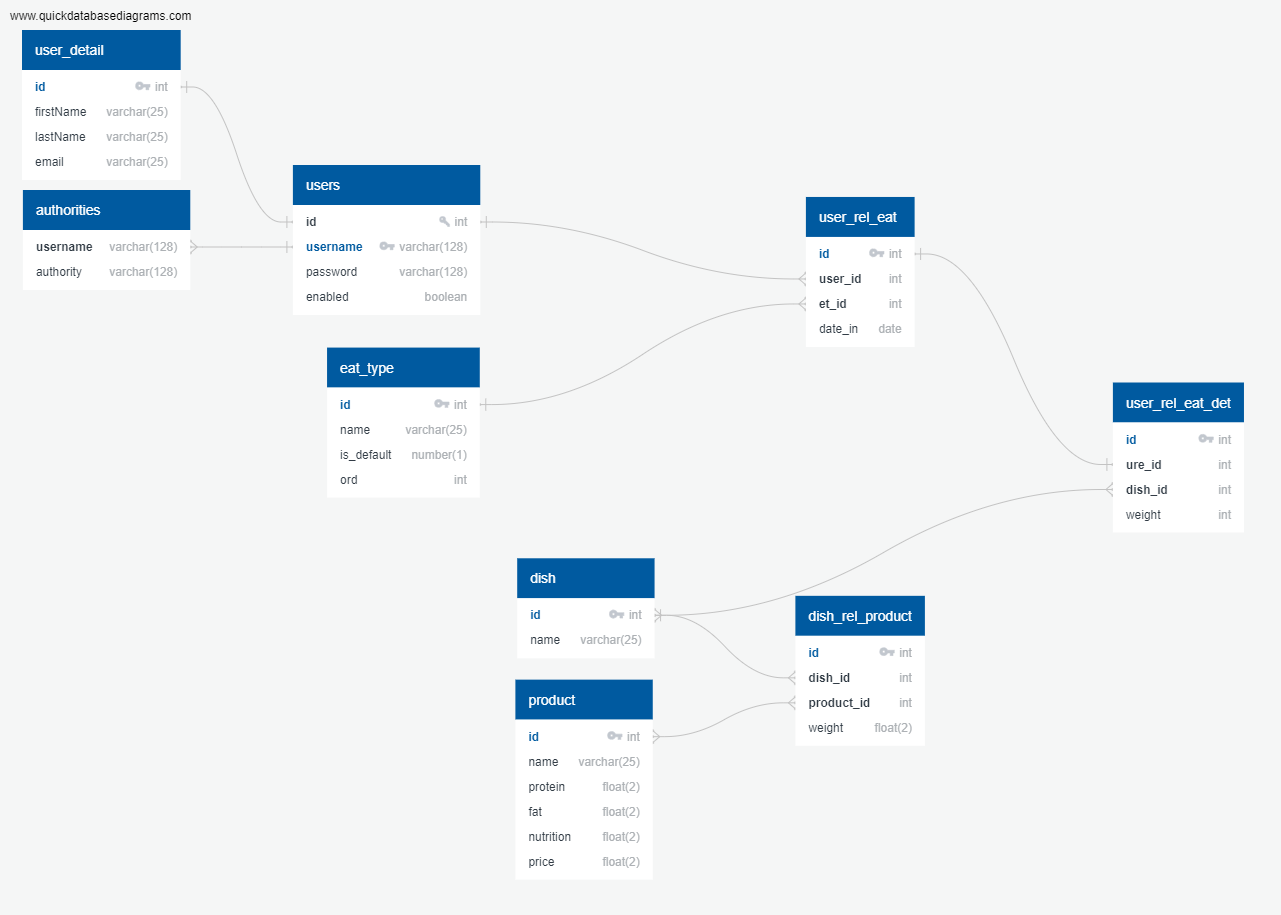 www.quickdatabasediagrams.com
user_detail
id int
firstName varchar(25)
lastName varchar(25)
email varchar(25)
authorities
username varchar(128)
authority varchar(128)
users
id int
username varchar(128)
password varchar(128)
enabled boolean
eat_type
id int
name varchar(25)
is_default number(1)
ord int
user_rel_eat
id int
user_id int
et_id int
date_in date
user_rel_eat_det
id int
ure_id int
dish_id int
weight int
dish
id int
name varchar(25)
product
id int
name varchar(25)
protein float(2)
fat float(2)
nutrition float(2)
price float(2)
dish_rel_product
id int
dish_id int
product_id int
weight float(2)